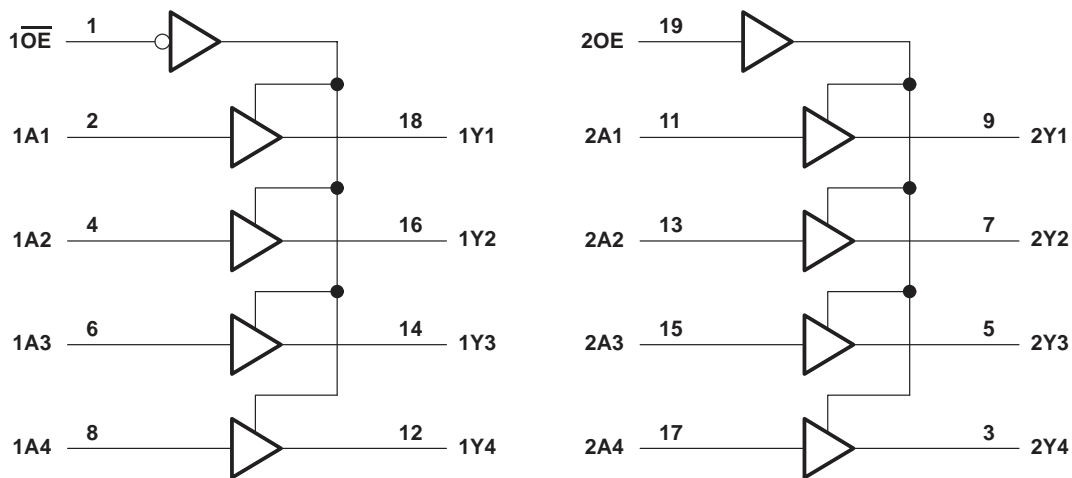 1O̅E̅ 1
1A1 2 18 1Y1
1A2 4 16 1Y2
1A3 6 14 1Y3
1A4 8 12 1Y4
2OE 19
2A1 11 9 2Y1
2A2 13 7 2Y2
2A3 15 5 2Y3
2A4 17 3 2Y4